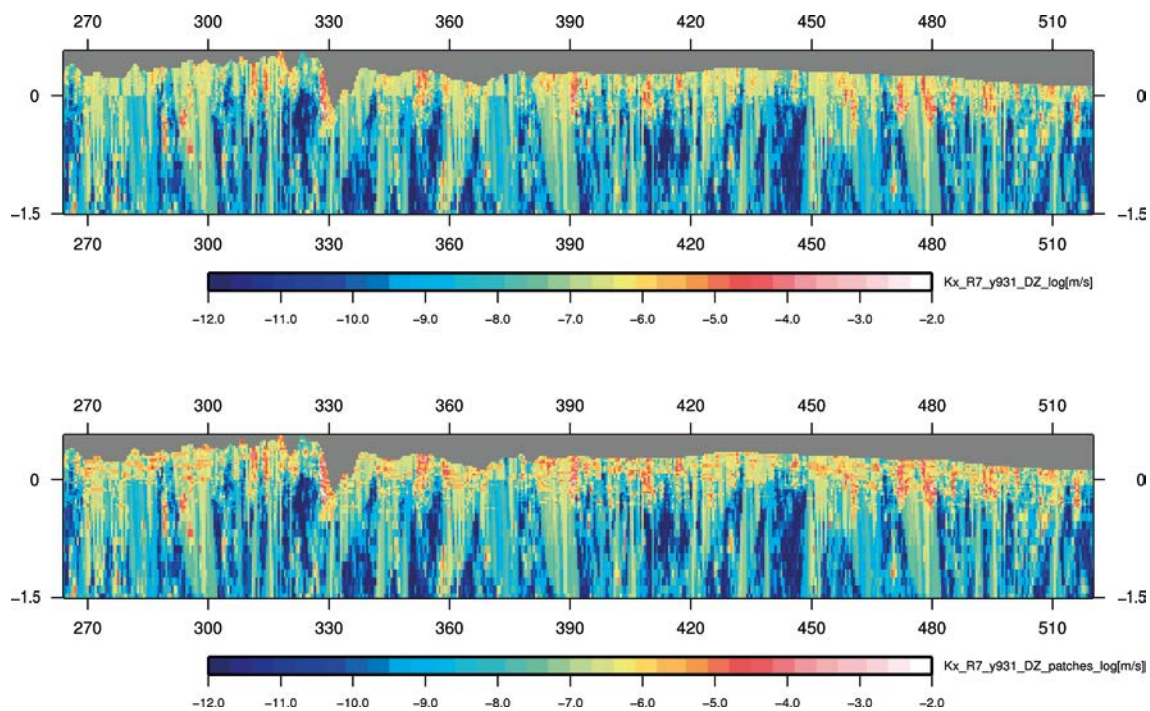 270 300 330 360 390 420 450 480 510
0 0
-1.5 -1.5
270 300 330 360 390 420 450 480 510
Kx_R7_y931_DZ_log[m/s]
-12.0 -11.0 -10.0 -9.0 -8.0 -7.0 -6.0 -5.0 -4.0 -3.0 -2.0
270 300 330 360 390 420 450 480 510
0 0
-1.5 -1.5
270 300 330 360 390 420 450 480 510
Kx_R7_y931_DZ_patches_log[m/s]
-12.0 -11.0 -10.0 -9.0 -8.0 -7.0 -6.0 -5.0 -4.0 -3.0 -2.0